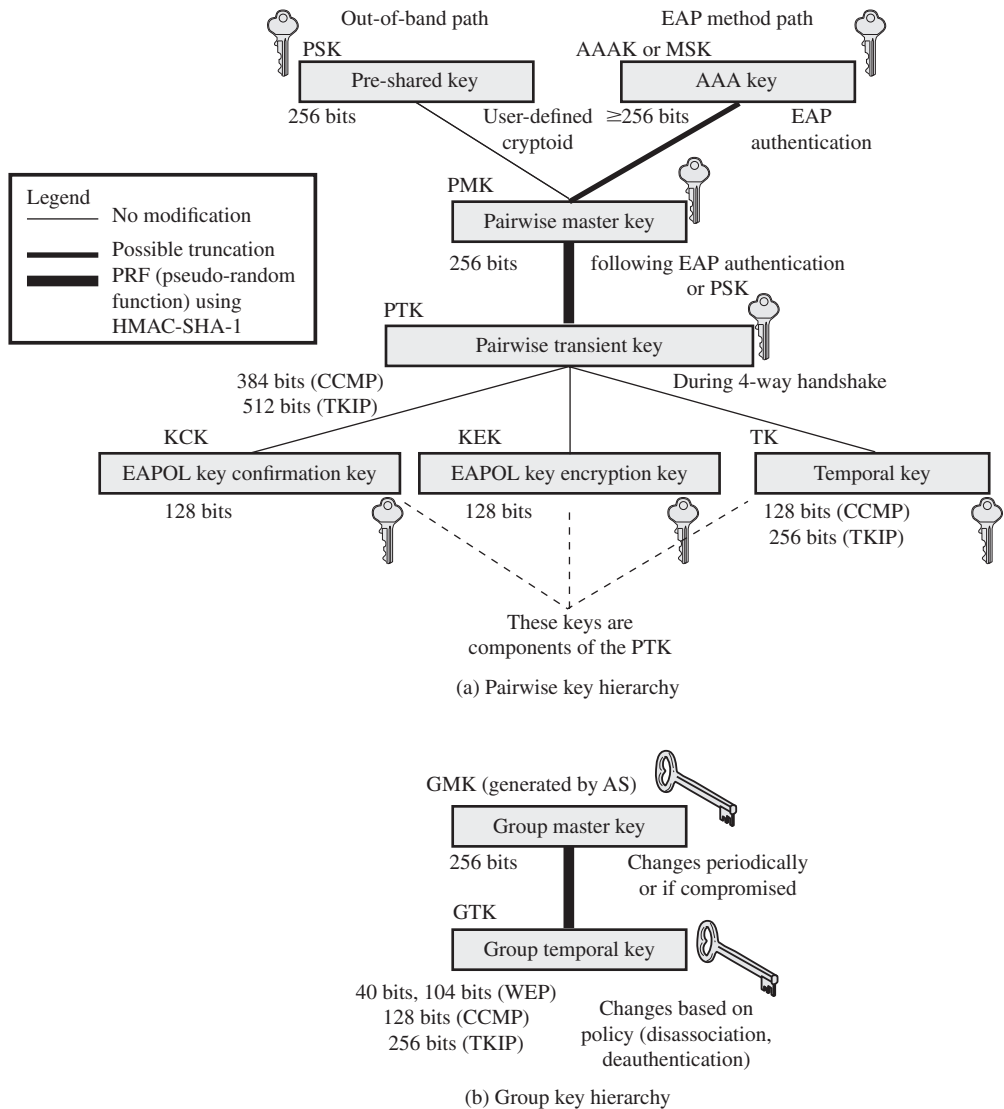 Out-of-band path
EAP method path
PSK
AAAK or MSK
Pre-shared key
AAA key
256 bits
User-defined
cryptoid
≥256 bits
EAP
authentication
PMK
Legend
No modification
Possible truncation
PRF (pseudo-random
function) using
HMAC-SHA-1
Pairwise master key
256 bits
following EAP authentication
or PSK
PTK
Pairwise transient key
384 bits (CCMP)
512 bits (TKIP)
During 4-way handshake
KCK
KEK
TK
EAPOL key confirmation key
EAPOL key encryption key
Temporal key
128 bits
128 bits
128 bits (CCMP)
256 bits (TKIP)
These keys are
components of the PTK
(a) Pairwise key hierarchy
GMK (generated by AS)
Group master key
256 bits
Changes periodically
or if compromised
GTK
Group temporal key
40 bits, 104 bits (WEP)
128 bits (CCMP)
256 bits (TKIP)
Changes based on
policy (disassociation,
deauthentication)
(b) Group key hierarchy